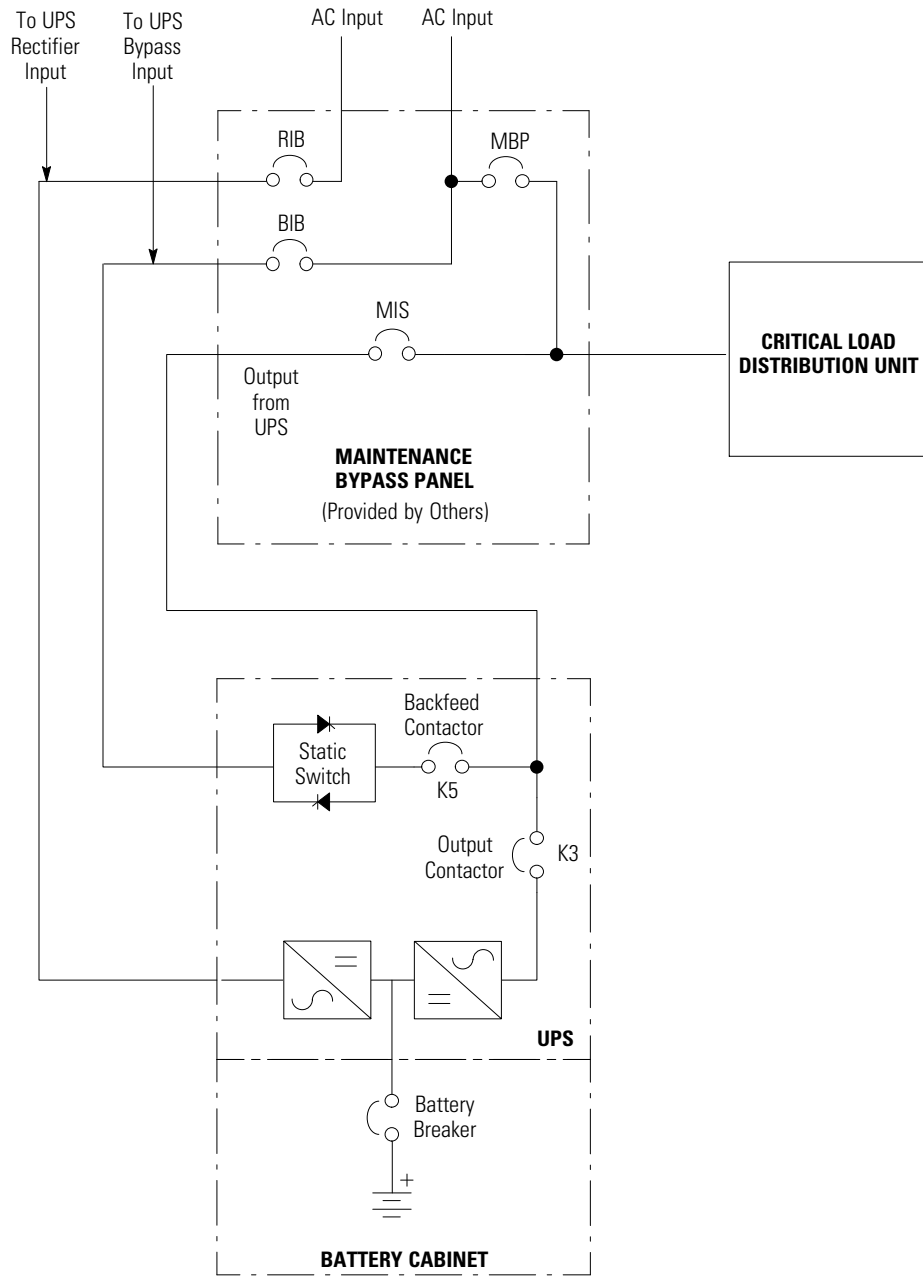 To UPS
Rectifier
Input
To UPS
Bypass
Input
AC Input
AC Input
RIB
MBP
BIB
MIS
CRITICAL LOAD
DISTRIBUTION UNIT
Output
from
UPS
MAINTENANCE
BYPASS PANEL
(Provided by Others)
Backfeed
Contactor
Static
Switch
K5
Output
Contactor
K3
UPS
Battery
Breaker
+
BATTERY CABINET